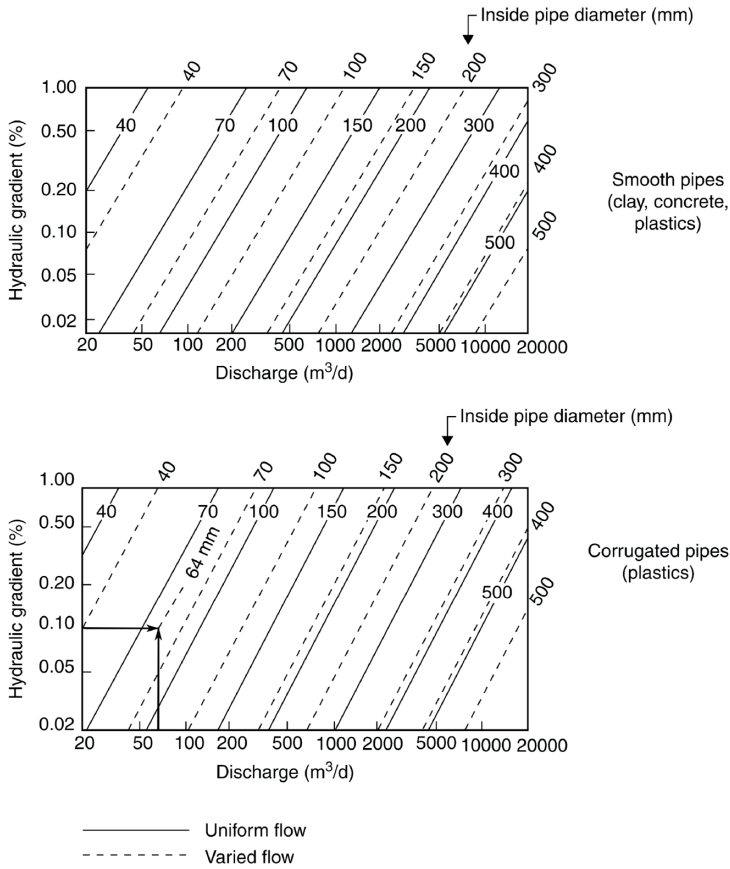 Inside pipe diameter (mm)
40 70 100 150 200 300
1.00
40 70 100 150 200 300
0.50
400
400
Smooth pipes
(clay, concrete,
plastics)
0.20
0.10
500
500
0.05
0.02
Hydraulic gradient (%)
20 50 100 200 500 1000 2000 5000 10000 20000
Discharge (m³/d)
Inside pipe diameter (mm)
40 70 100 150 200 300
1.00
40 70 100 150 200 300 400
400
0.50
64 mm
Corrugated pipes
(plastics)
0.20
500
500
0.10
0.05
0.02
Hydraulic gradient (%)
20 50 100 200 500 1000 2000 5000 10000 20000
Discharge (m³/d)
Uniform flow
Varied flow